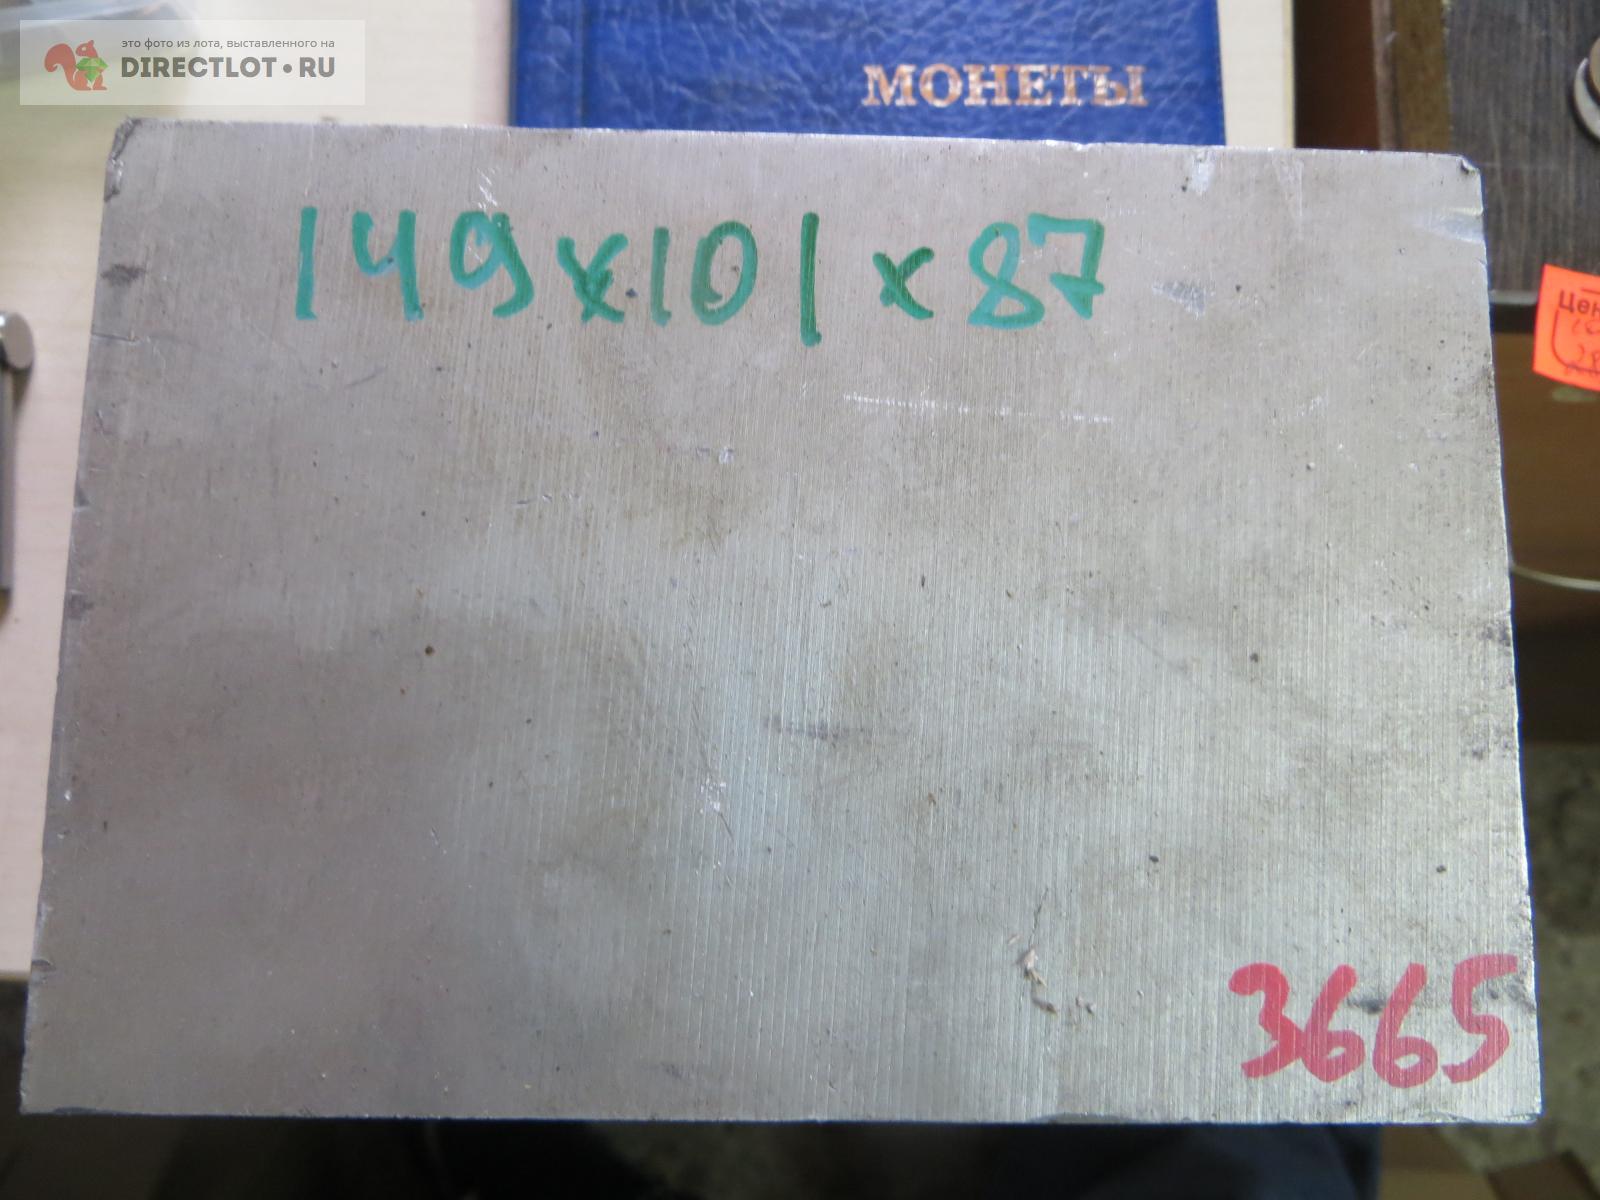 это фото из лота, выставленного на
DIRECTLOT•RU
МОНЕТЫ
149x101x87
3665